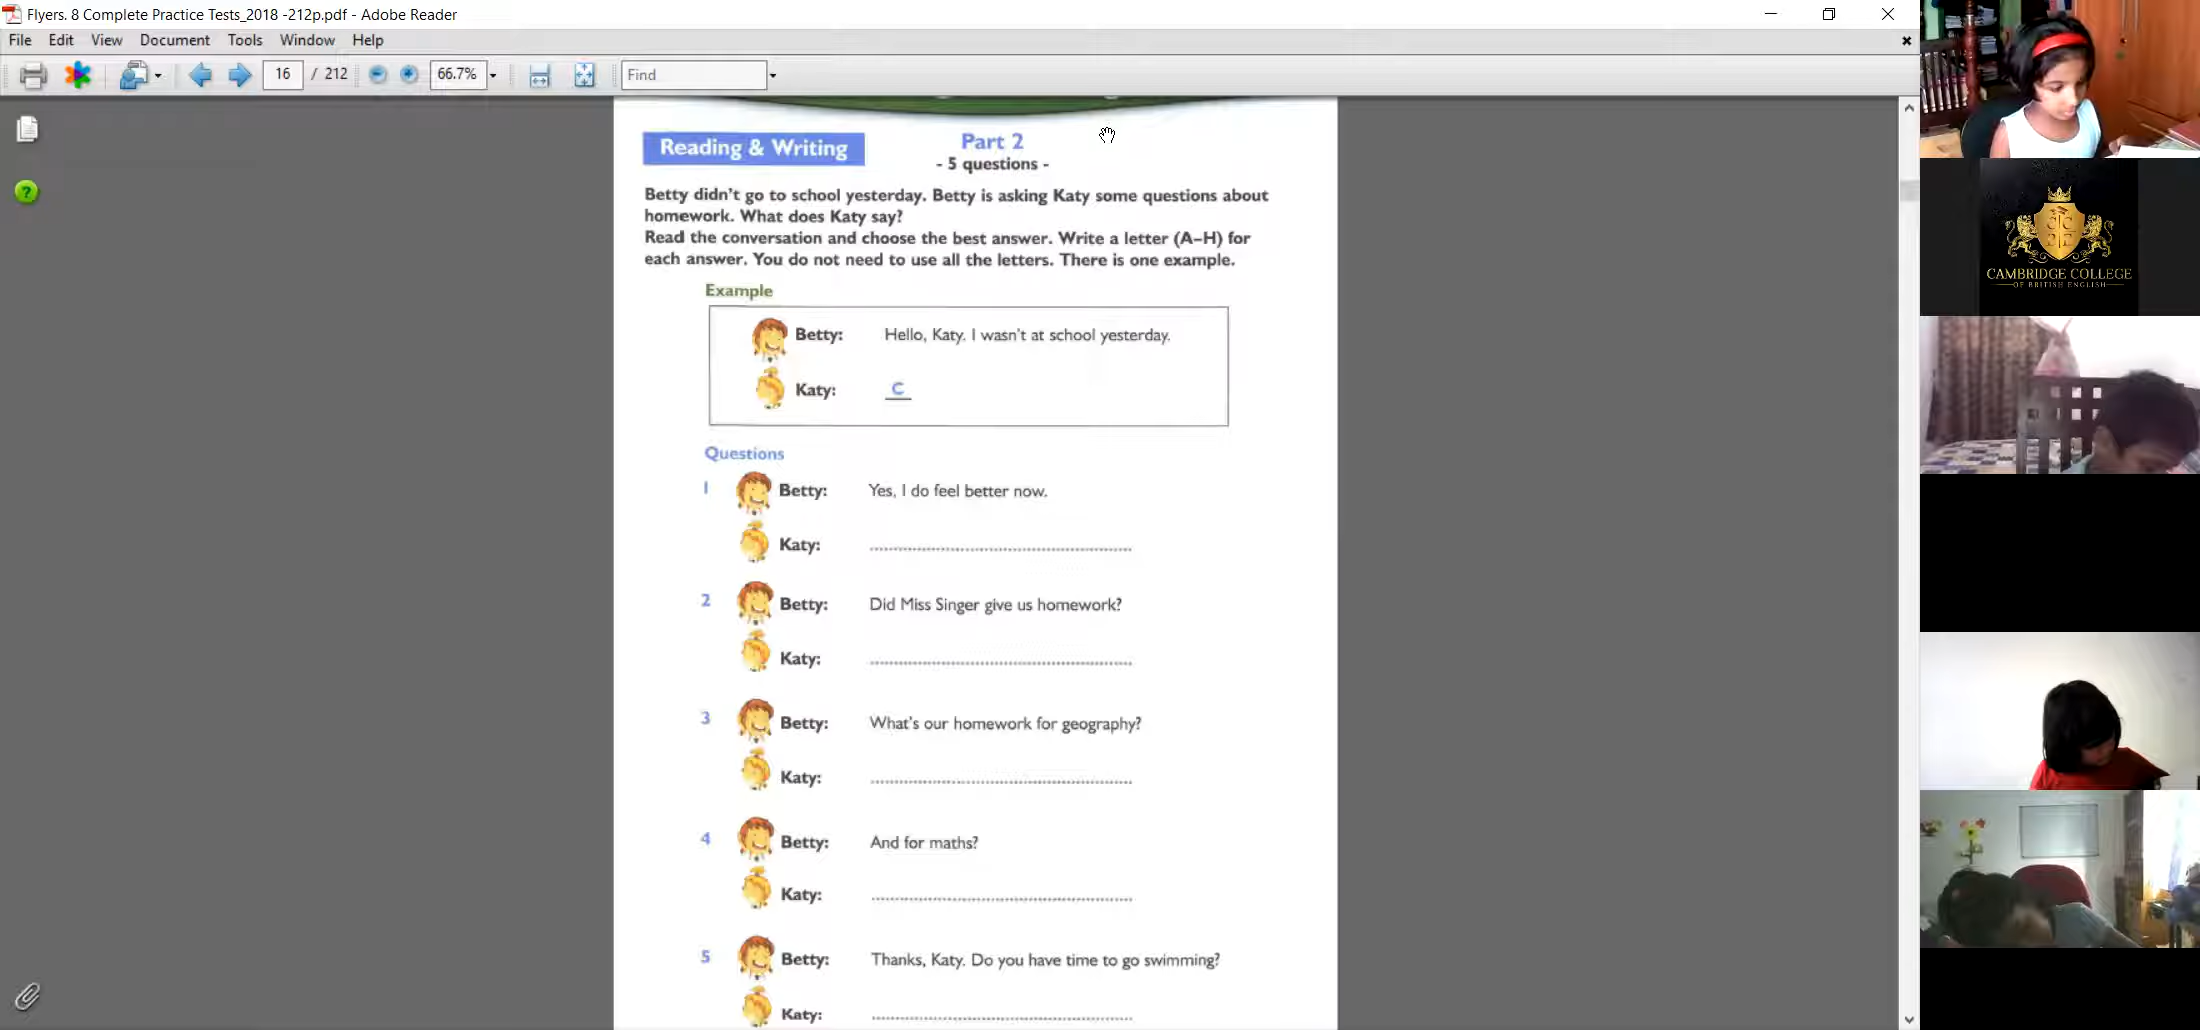 Flyers. 8 Complete Practice Tests_2018 -212p.pdf - Adobe Reader
File Edit View Document Tools Window Help
16 / 212 66.7% Find
Reading & Writing
Part 2
- 5 questions -
Betty didn't go to school yesterday. Betty is asking Katy some questions about
homework. What does Katy say?
Read the conversation and choose the best answer. Write a letter (A–H) for
each answer. You do not need to use all the letters. There is one example.
Example
Betty: Hello, Katy. I wasn't at school yesterday.
Katy: C
Questions
1 Betty: Yes, I do feel better now.
Katy: ................................................................
2 Betty: Did Miss Singer give us homework?
Katy: ................................................................
3 Betty: What's our homework for geography?
Katy: ................................................................
4 Betty: And for maths?
Katy: ................................................................
5 Betty: Thanks, Katy. Do you have time to go swimming?
Katy: ................................................................
CAMBRIDGE COLLEGE
OF BRITISH ENGLISH